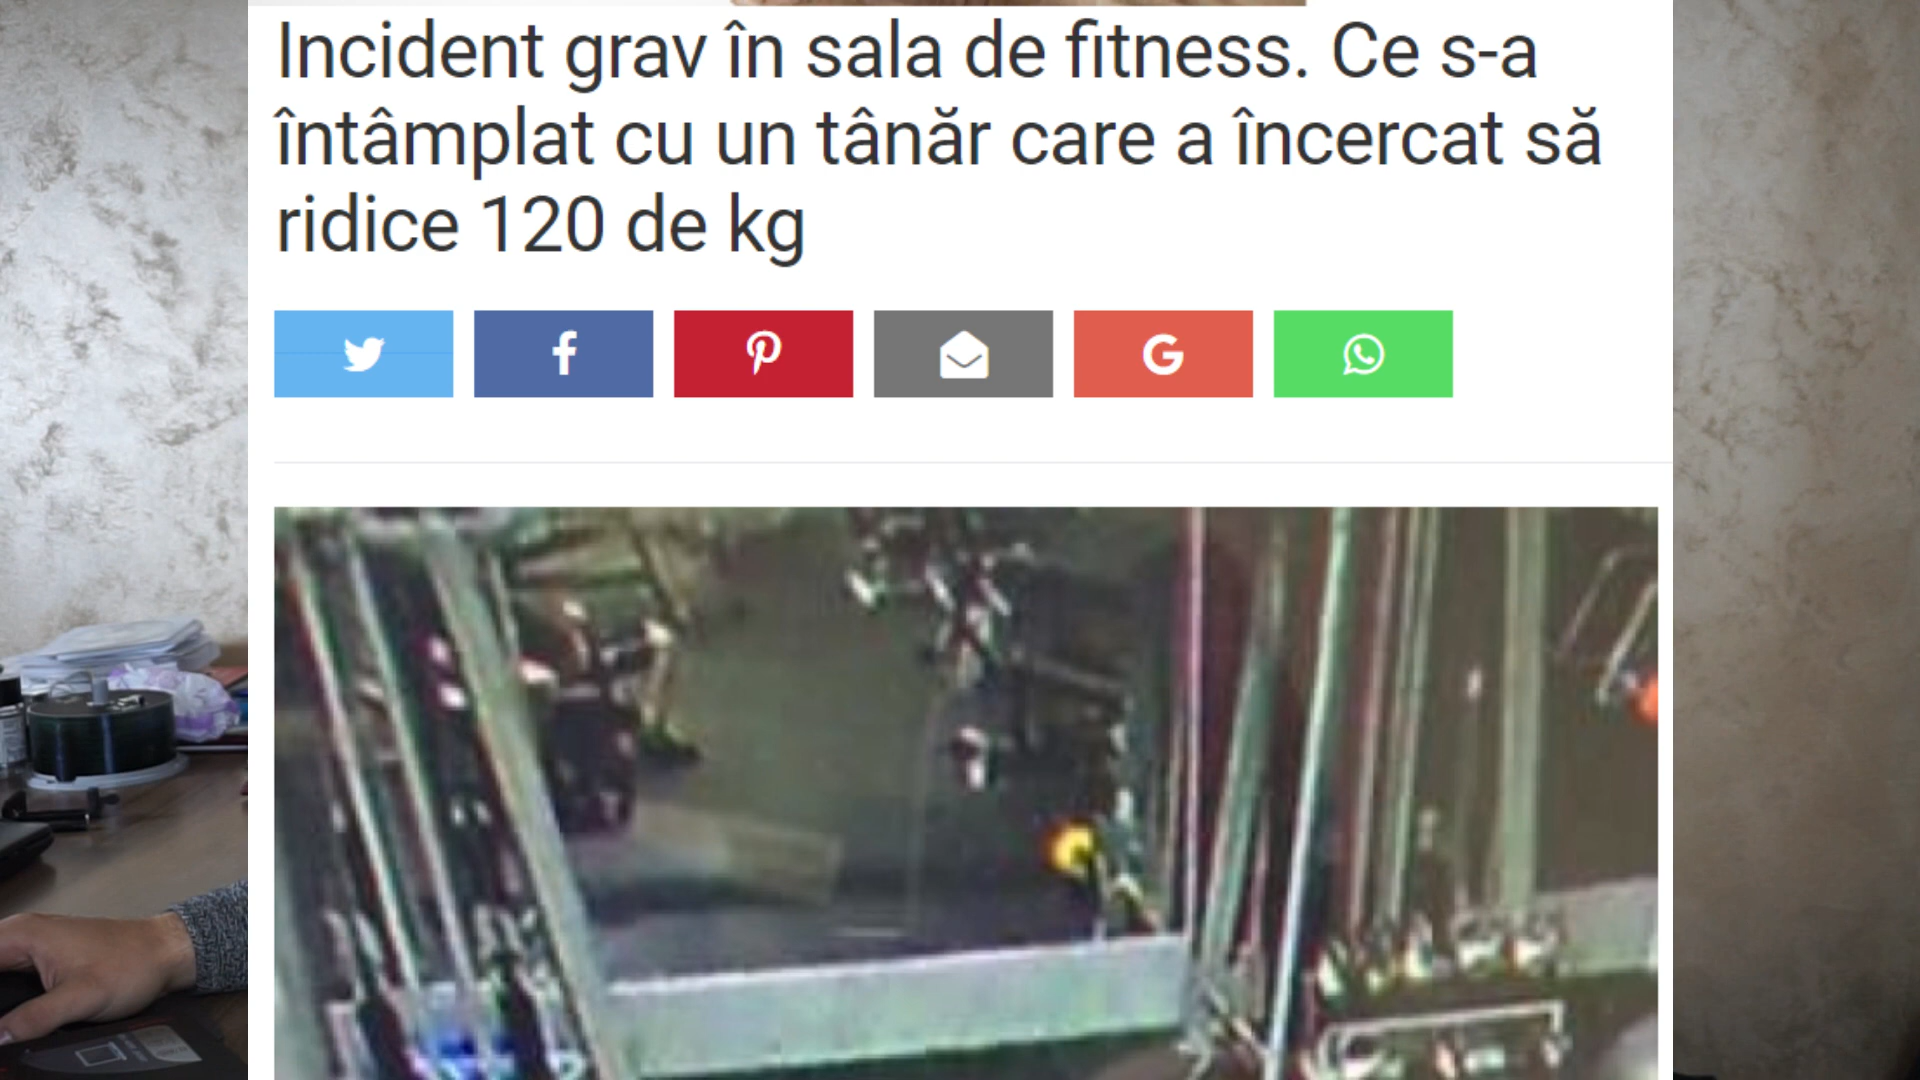 Incident grav în sala de fitness. Ce s-a
întâmplat cu un tânăr care a încercat să
ridice 120 de kg